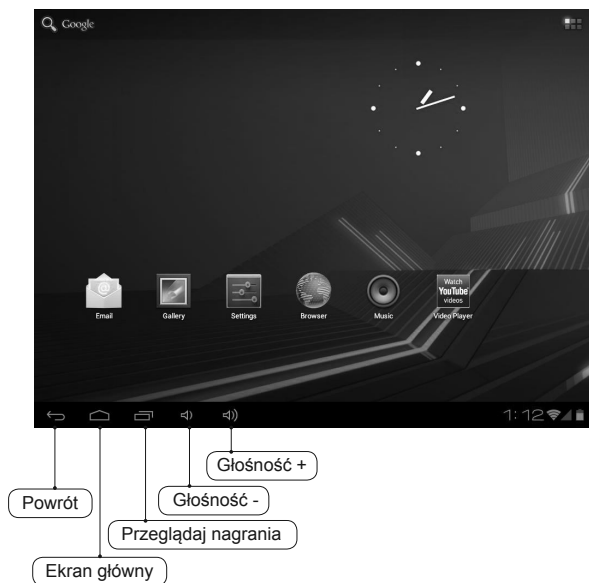 Google
Email
Gallery
Settings
Browser
Music
Watch
YouTube
videos
Video Player
1:12
Głośność +
Powrót
Głośność -
Przeglądaj nagrania
Ekran główny